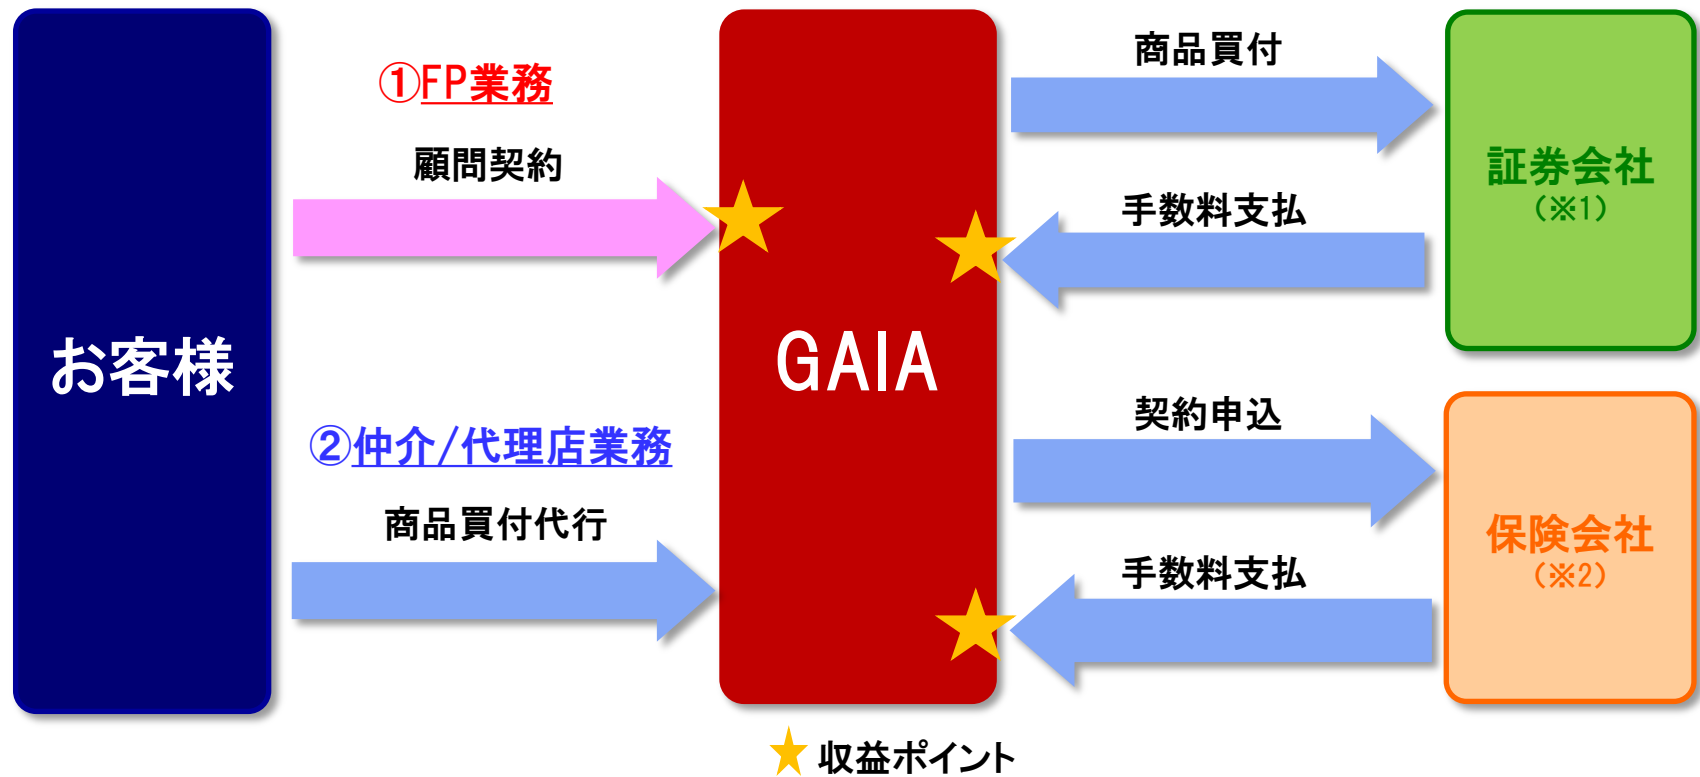 お客様
①FP業務
顧問契約
②仲介/代理店業務
商品買付代行
GAIA
商品買付
手数料支払
契約申込
手数料支払
証券会社
(※1)
保険会社
(※2)
収益ポイント